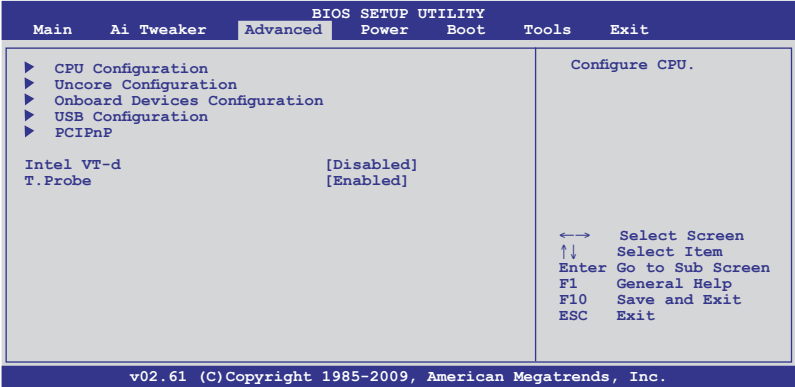 BIOS SETUP UTILITY
Main Ai Tweaker Advanced Power Boot Tools Exit
CPU Configuration
Uncore Configuration
Onboard Devices Configuration
USB Configuration
PCIPnP
Intel VT-d [Disabled]
T.Probe [Enabled]
Configure CPU.
←→ Select Screen
↑↓ Select Item
Enter Go to Sub Screen
F1 General Help
F10 Save and Exit
ESC Exit
v02.61 (C)Copyright 1985-2009, American Megatrends, Inc.